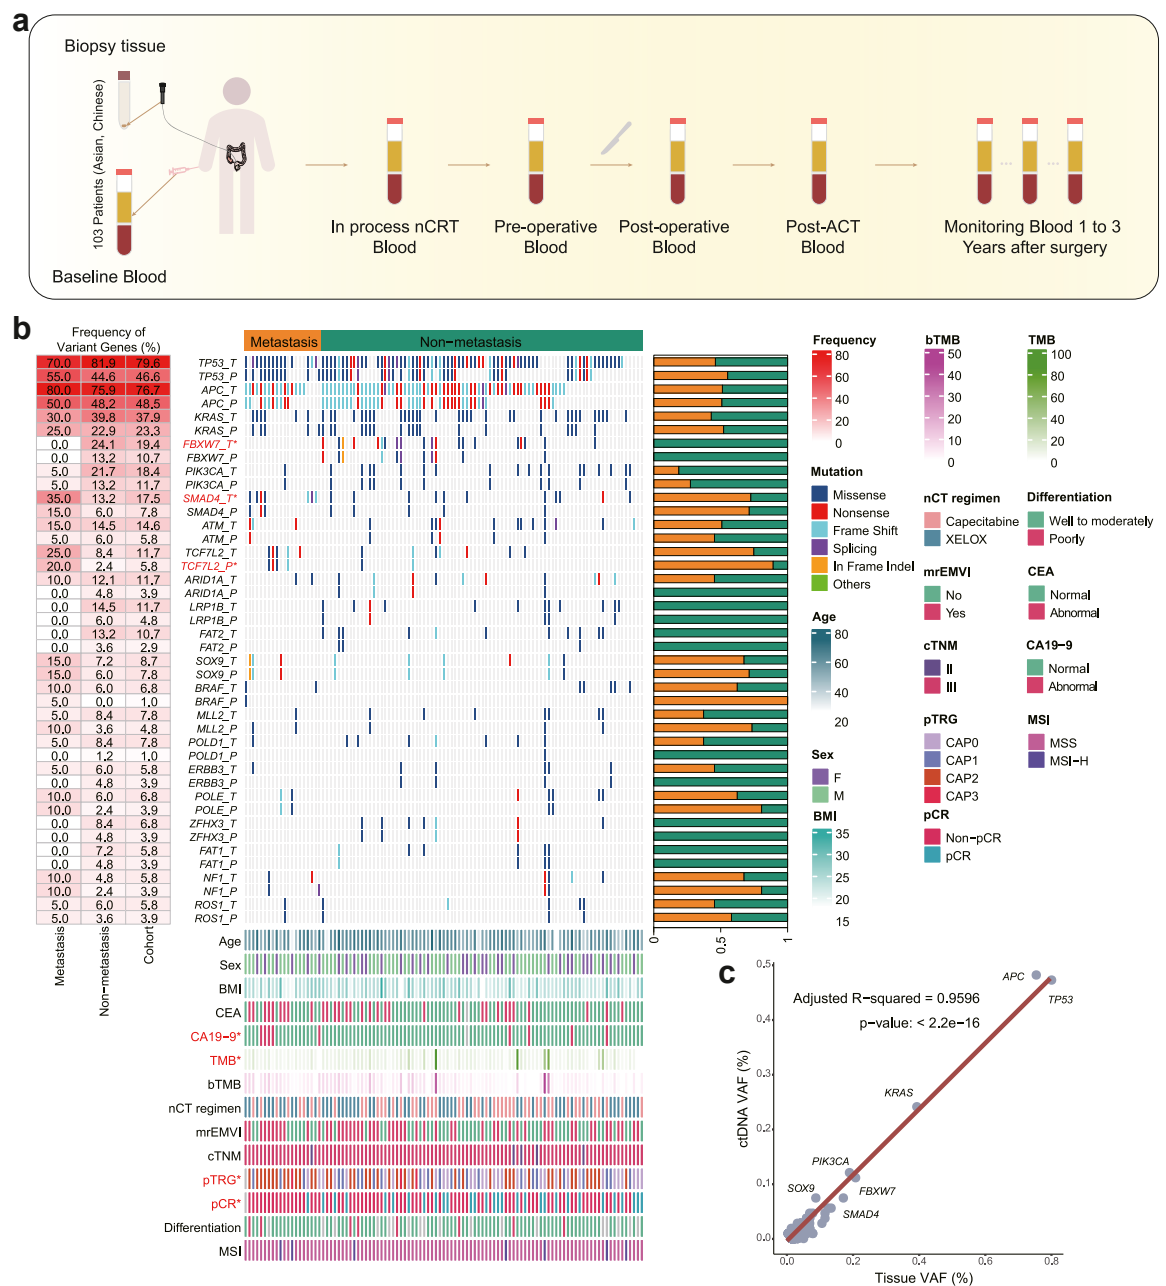 a
Biopsy tissue
103 Patients (Asian, Chinese)
Baseline Blood
In process nCRT
Blood
Pre-operative
Blood
Post-operative
Blood
Post-ACT
Blood
Monitoring Blood 1 to 3
Years after surgery
b
Frequency of
Variant Genes (%)
Metastasis
Non-metastasis
70.0 81.9 79.6 TP53_T
55.0 44.6 46.6 TP53_P
80.0 75.9 76.7 APC_T
50.0 48.2 48.5 APC_P
30.0 39.8 37.9 KRAS_T
25.0 22.9 23.3 KRAS_P
0.0 24.1 19.4 FBXW7_T*
0.0 13.2 10.7 FBXW7_P
5.0 21.7 18.4 PIK3CA_T
5.0 13.2 11.7 PIK3CA_P
35.0 13.2 17.5 SMAD4_T*
15.0 6.0 7.8 SMAD4_P
15.0 14.5 14.6 ATM_T
5.0 6.0 5.8 ATM_P
25.0 8.4 11.7 TCF7L2_T
20.0 2.4 5.8 TCF7L2_P*
10.0 12.1 11.7 ARID1A_T
0.0 4.8 3.9 ARID1A_P
0.0 14.5 11.7 LRP1B_T
0.0 6.0 4.8 LRP1B_P
0.0 13.2 10.7 FAT2_T
0.0 3.6 2.9 FAT2_P
15.0 7.2 8.7 SOX9_T
15.0 6.0 7.8 SOX9_P
10.0 6.0 6.8 BRAF_T
5.0 0.0 1.0 BRAF_P
5.0 8.4 7.8 MLL2_T
10.0 3.6 4.8 MLL2_P
5.0 8.4 7.8 POLD1_T
0.0 1.2 1.0 POLD1_P
5.0 6.0 5.8 ERBB3_T
0.0 4.8 3.9 ERBB3_P
10.0 6.0 6.8 POLE_T
10.0 2.4 3.9 POLE_P
0.0 8.4 6.8 ZFHX3_T
0.0 4.8 3.9 ZFHX3_P
0.0 7.2 5.8 FAT1_T
0.0 4.8 3.9 FAT1_P
10.0 4.8 5.8 NF1_T
10.0 2.4 3.9 NF1_P
5.0 6.0 5.8 ROS1_T
5.0 3.6 3.9 ROS1_P
Metastasis
Non-metastasis
Cohort
0
0.5
1
Age
Sex
BMI
CEA
CA19-9*
TMB*
bTMB
nCT regimen
mrEMVI
cTNM
pTRG*
pCR*
Differentiation
MSI
Frequency
80
60
40
20
0
Mutation
Missense
Nonsense
Frame Shift
Splicing
In Frame Indel
Others
Age
80
60
40
20
Sex
F
M
BMI
35
30
25
20
15
bTMB
50
40
30
20
10
0
nCT regimen
Capecitabine
XELOX
mrEMVI
No
Yes
cTNM
II
III
pTRG
CAP0
CAP1
CAP2
CAP3
pCR
Non-pCR
pCR
TMB
100
80
60
40
20
0
Differentiation
Well to moderately
Poorly
CEA
Normal
Abnormal
CA19-9
Normal
Abnormal
MSI
MSS
MSI-H
c
Adjusted R-squared = 0.9596
p-value: < 2.2e-16
APC
TP53
KRAS
PIK3CA
SOX9
FBXW7
SMAD4
ctDNA VAF (%)
0.5
0.4
0.3
0.2
0.1
0.0
0.0 0.2 0.4 0.6 0.8
Tissue VAF (%)